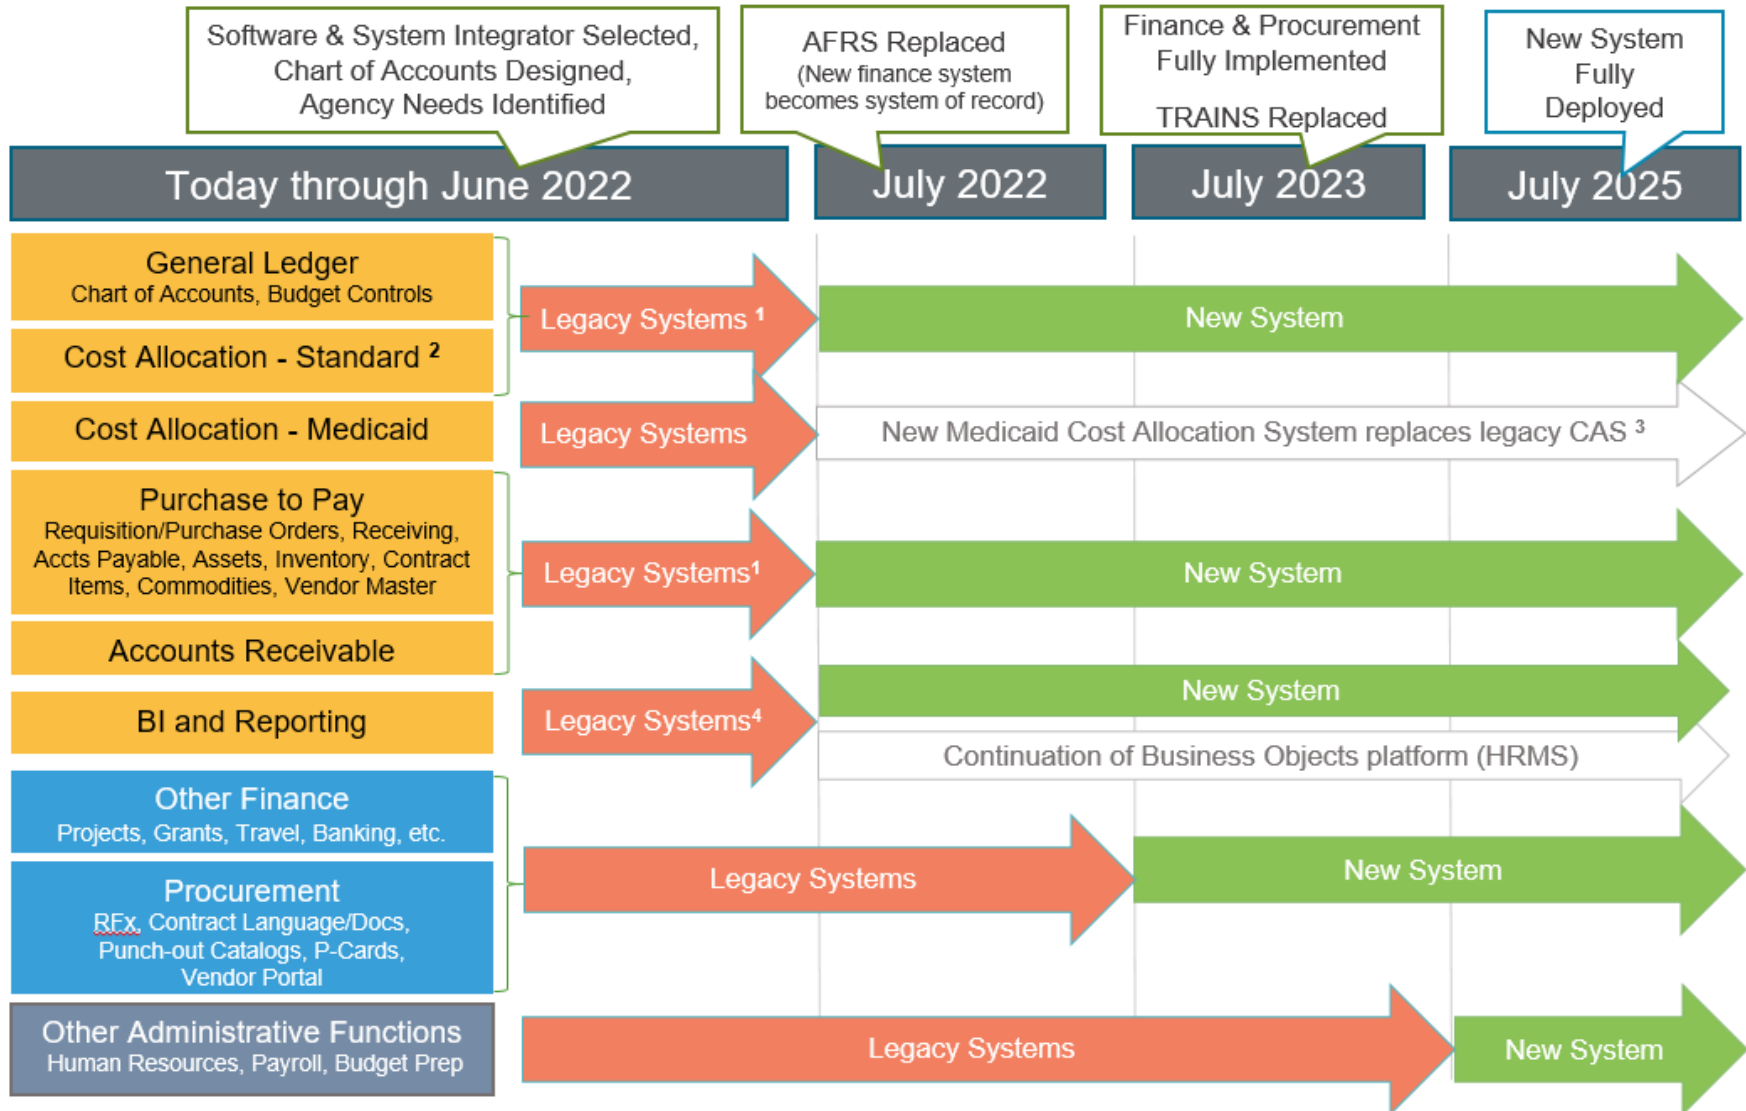 Software & System Integrator Selected,
Chart of Accounts Designed,
Agency Needs Identified
AFRS Replaced
(New finance system
becomes system of record)
Finance & Procurement
Fully Implemented
TRAINS Replaced
New System
Fully
Deployed
Today through June 2022
July 2022
July 2023
July 2025
General Ledger
Chart of Accounts, Budget Controls
Cost Allocation - Standard ²
Legacy Systems ¹
New System
Cost Allocation - Medicaid
Legacy Systems
New Medicaid Cost Allocation System replaces legacy CAS ³
Purchase to Pay
Requisition/Purchase Orders, Receiving,
Accts Payable, Assets, Inventory, Contract
Items, Commodities, Vendor Master
Accounts Receivable
Legacy Systems¹
New System
BI and Reporting
Legacy Systems⁴
New System
Continuation of Business Objects platform (HRMS)
Other Finance
Projects, Grants, Travel, Banking, etc.
Procurement
RFx, Contract Language/Docs,
Punch-out Catalogs, P-Cards,
Vendor Portal
Legacy Systems
New System
Other Administrative Functions
Human Resources, Payroll, Budget Prep
Legacy Systems
New System